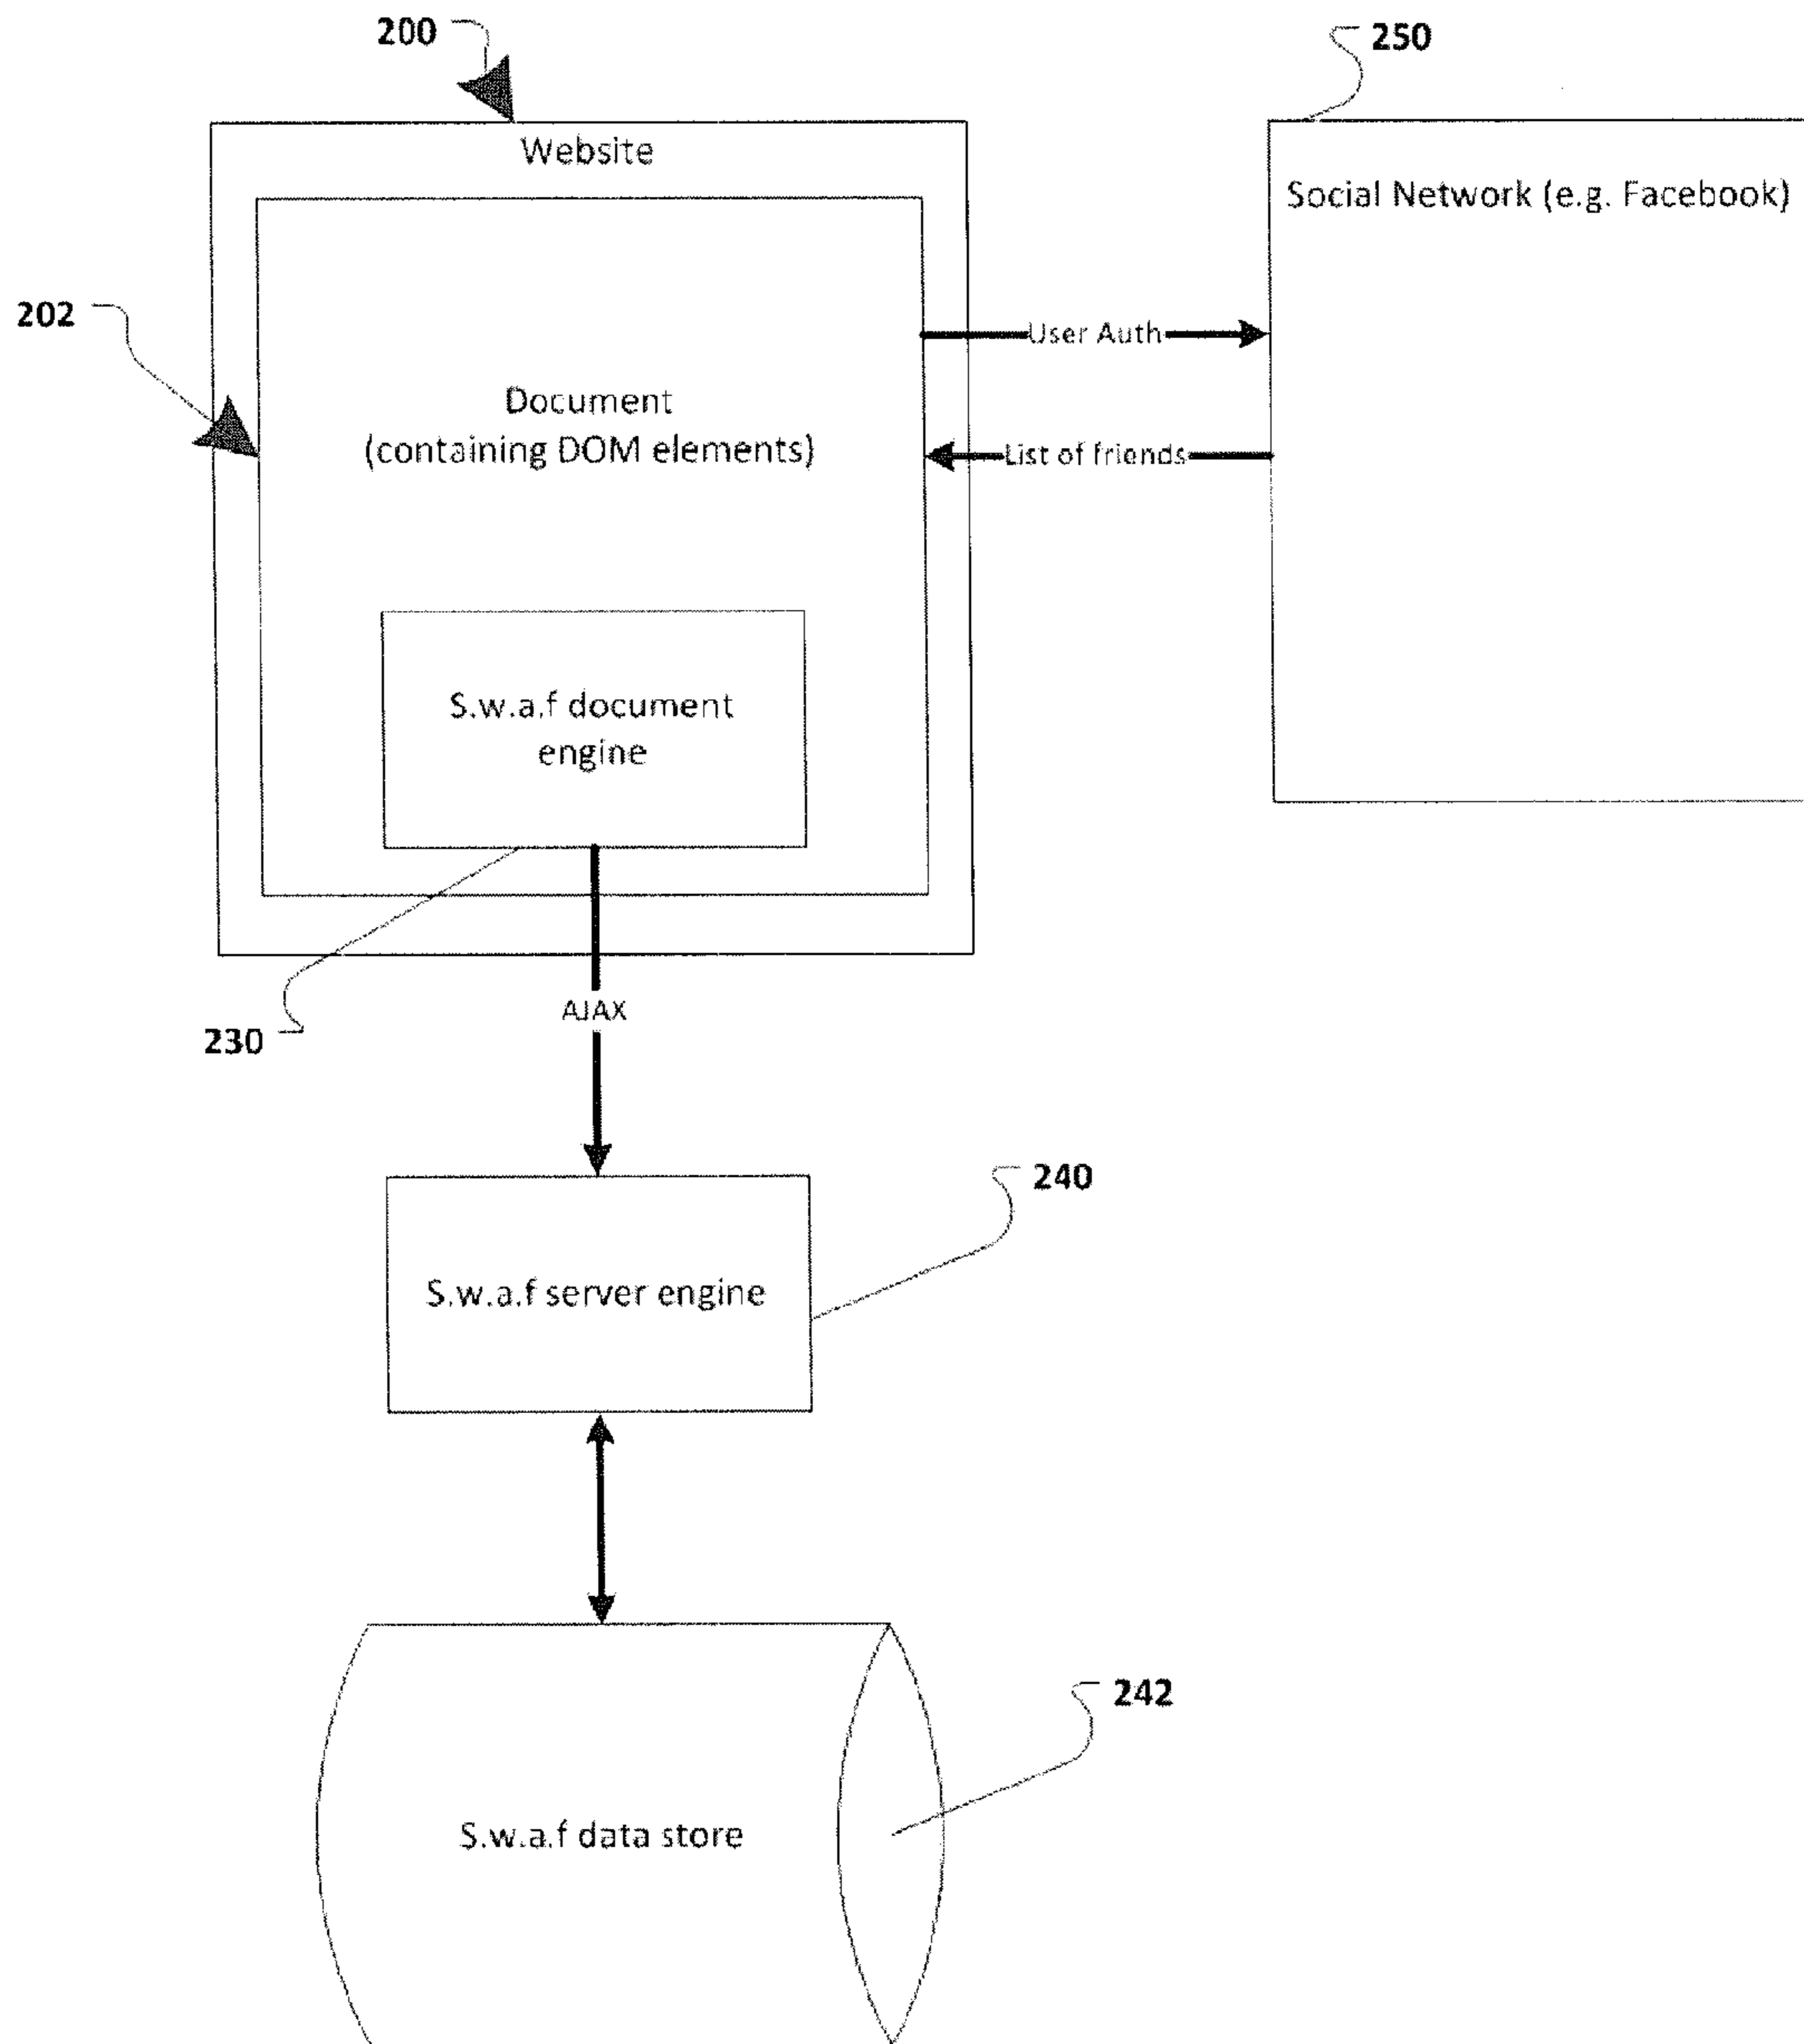 200
250
Website
Social Network (e.g. Facebook)
202
User Auth
Document
(containing DOM elements)
List of friends
S.w.a.f document
engine
AJAX
230
240
S.w.a.f server engine
242
S.w.a.f data store